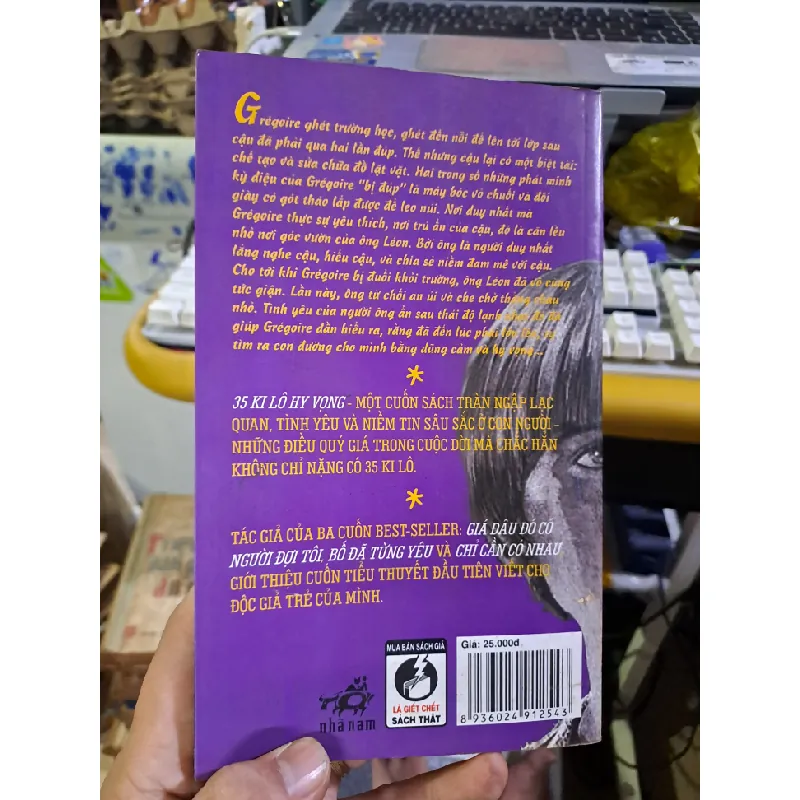 Grégoire ghét trường học, ghét đến nỗi để lên tới lớp sau
cậu đã phải qua hai lần đúp. Thế nhưng cậu lại có một biệt tài:
chế tạo và sửa chữa đồ lặt vặt. Hai trong số những phát minh
kỳ diệu của Grégoire "bị đúp" là máy bóc vỏ chuối và đôi
giày có gót tháo lắp được để leo núi. Nơi duy nhất mà
Grégoire thực sự yêu thích, nơi trú ẩn của cậu, đó là căn lều
nhỏ nơi góc vườn của ông Léon. Bởi ông là người duy nhất
lắng nghe cậu, hiểu cậu, và chia sẻ niềm đam mê với cậu.
Cho tới khi Grégoire bị đuổi khỏi trường, ông Léon đã vô cùng
tức giận. Lần này, ông từ chối an ủi và che chở thằng cháu
nhỏ. Tình yêu của người ông ẩn sau thái độ lạnh
giúp Grégoire dần hiểu ra, rằng đã đến lúc phải lớn lên,
tìm ra con đường cho mình bằng dũng cảm và hy vọng...
35 KI LÔ HY VỌNG - MỘT CUỐN SÁCH TRÀN NGẬP LẠC
QUAN, TÌNH YÊU VÀ NIỀM TIN SÂU SẮC Ở CON NGƯỜI -
NHỮNG ĐIỀU QUÝ GIÁ TRONG CUỘC ĐỜI MÀ CHẮC HẲN
KHÔNG CHỈ NẶNG CÓ 35 KI LÔ.
TÁC GIẢ CỦA BA CUỐN BEST-SELLER: GIÁ ĐÂU ĐÓ CÓ
NGƯỜI ĐỢI TÔI, BỐ ĐÃ TỪNG YÊU VÀ CHỈ CẦN CÓ NHAU
GIỚI THIỆU CUỐN TIỂU THUYẾT ĐẦU TIÊN VIẾT CHO
ĐỘC GIẢ TRẺ CỦA MÌNH.
nhã nam
MUA BÁN SÁCH GIẢ
LÀ GIẾT CHẾT
SÁCH THẬT
Giá: 25.000đ
8 936024 912545